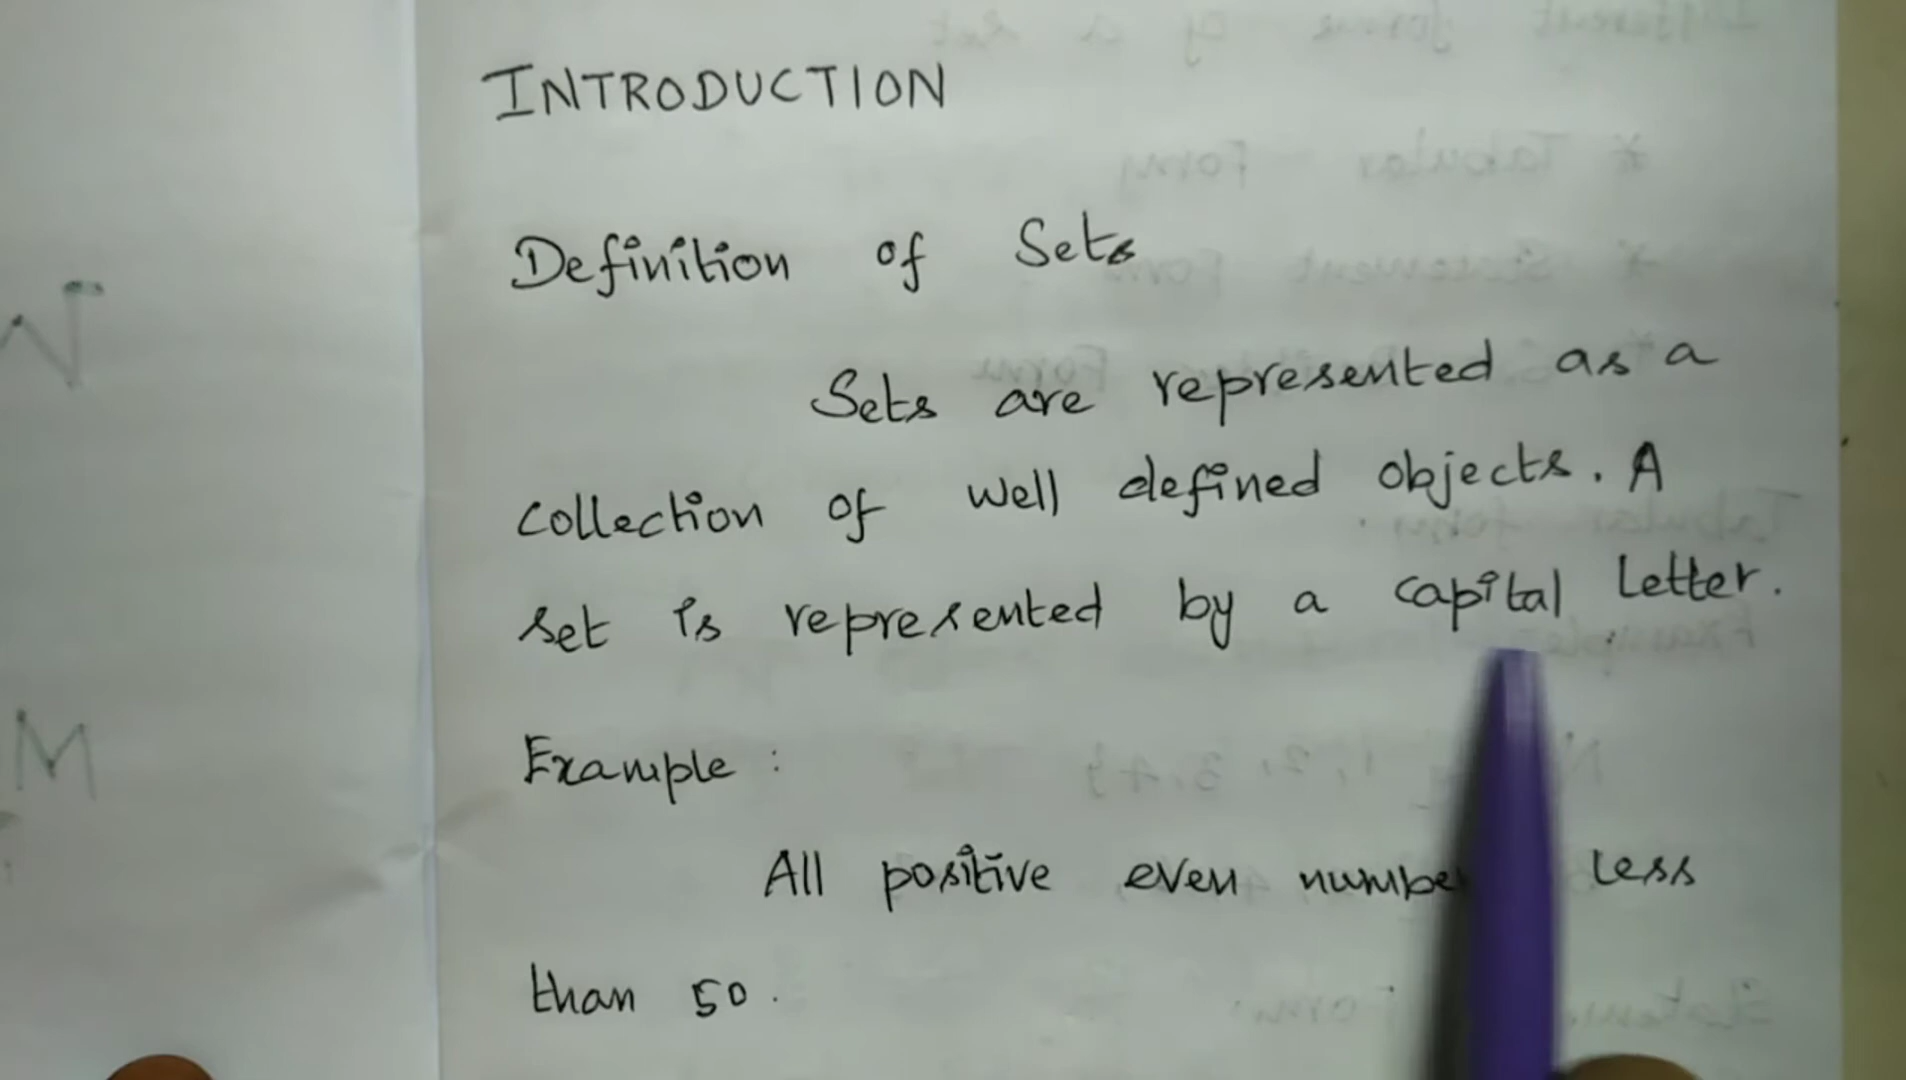 INTRODUCTION
Definition of Sets
Sets are represented as a
collection of well defined objects. A
set is represented by a capital letter.
Example :
All positive even number less
than 50.
N
M